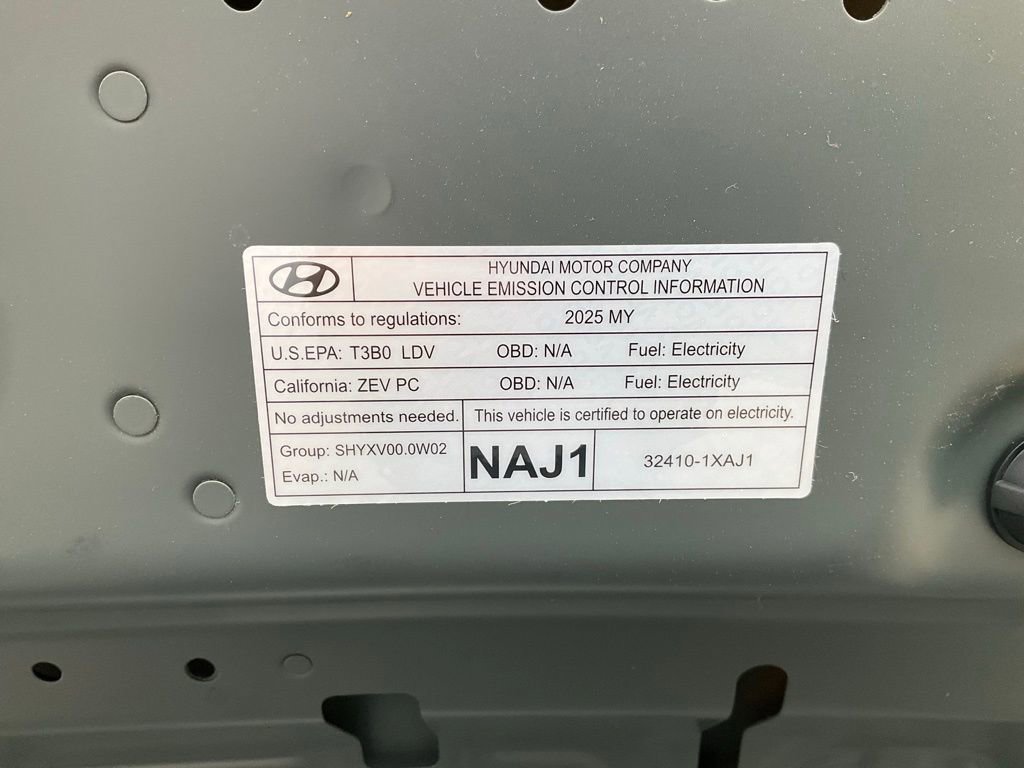 HYUNDAI MOTOR COMPANY
VEHICLE EMISSION CONTROL INFORMATION
Conforms to regulations: 2025 MY
U.S.EPA: T3B0 LDV OBD: N/A Fuel: Electricity
California: ZEV PC OBD: N/A Fuel: Electricity
No adjustments needed. This vehicle is certified to operate on electricity.
Group: SHYXV00.0W02
Evap.: N/A
NAJ1
32410-1XAJ1